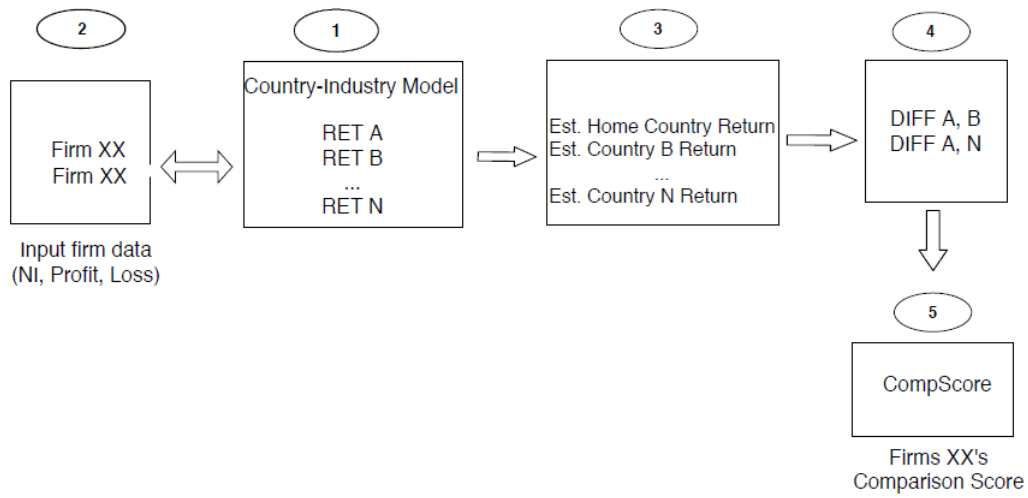 2
1
3
4
Firm XX
Firm XX
Input firm data
(NI, Profit, Loss)
Country-Industry Model
RET A
RET B
...
RET N
Est. Home Country Return
Est. Country B Return
...
Est. Country N Return
DIFF A, B
DIFF A, N
5
CompScore
Firms XX's
Comparison Score